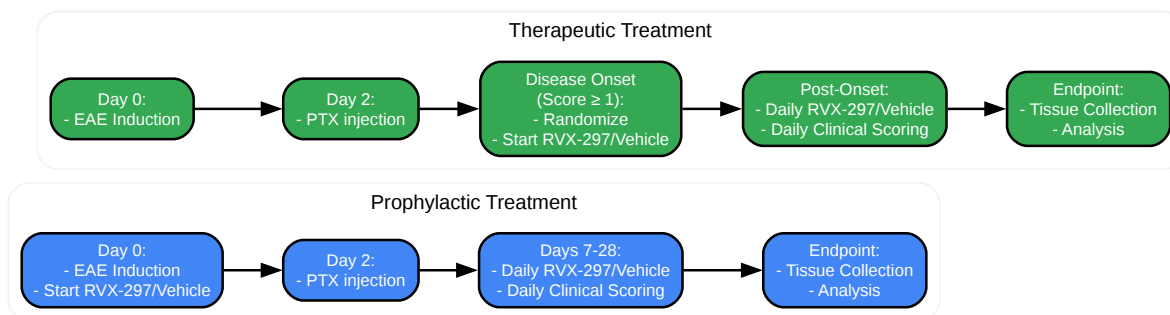 Therapeutic Treatment
Day 0:
- EAE Induction
Day 2:
- PTX injection
Disease Onset
(Score ≥ 1):
- Randomize
- Start RVX-297/Vehicle
Post-Onset:
- Daily RVX-297/Vehicle
- Daily Clinical Scoring
Endpoint:
- Tissue Collection
- Analysis
Prophylactic Treatment
Day 0:
- EAE Induction
- Start RVX-297/Vehicle
Day 2:
- PTX injection
Days 7-28:
- Daily RVX-297/Vehicle
- Daily Clinical Scoring
Endpoint:
- Tissue Collection
- Analysis